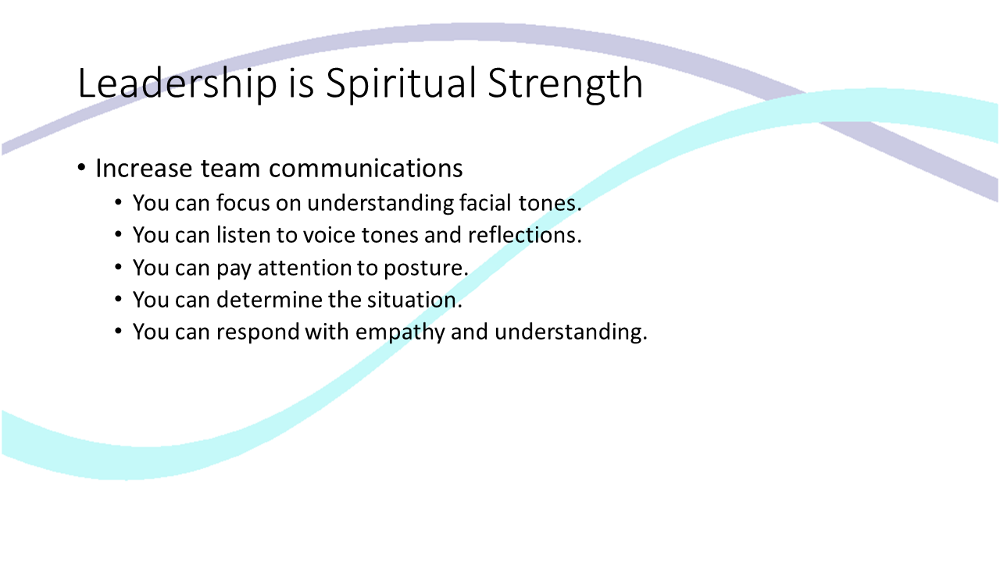 Leadership is Spiritual Strength
• Increase team communications
• You can focus on understanding facial tones.
• You can listen to voice tones and reflections.
• You can pay attention to posture.
• You can determine the situation.
• You can respond with empathy and understanding.